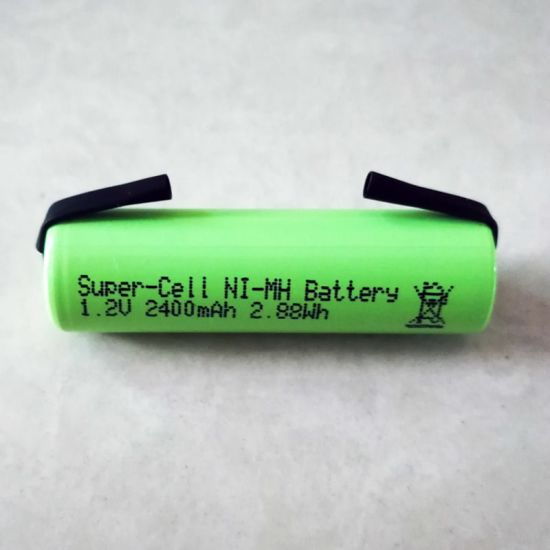 Super-Cell NI-MH Battery
1.2V 2400mAh 2.88Wh